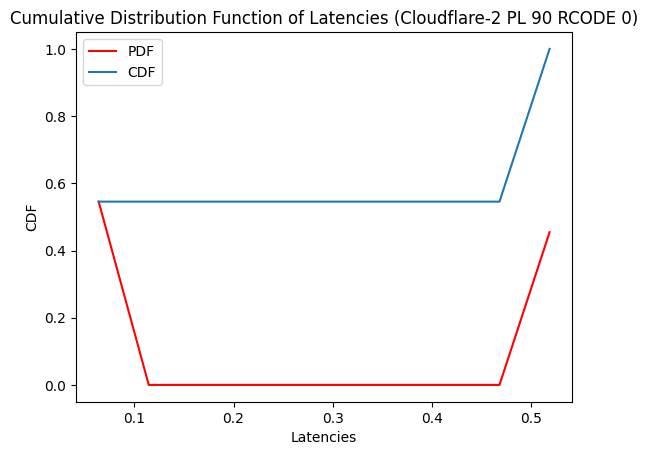 Cumulative Distribution Function of Latencies (Cloudflare-2 PL 90 RCODE 0)
PDF
CDF
1.0
0.8
0.6
0.4
0.2
0.0
CDF
0.1
0.2
0.3
0.4
0.5
Latencies